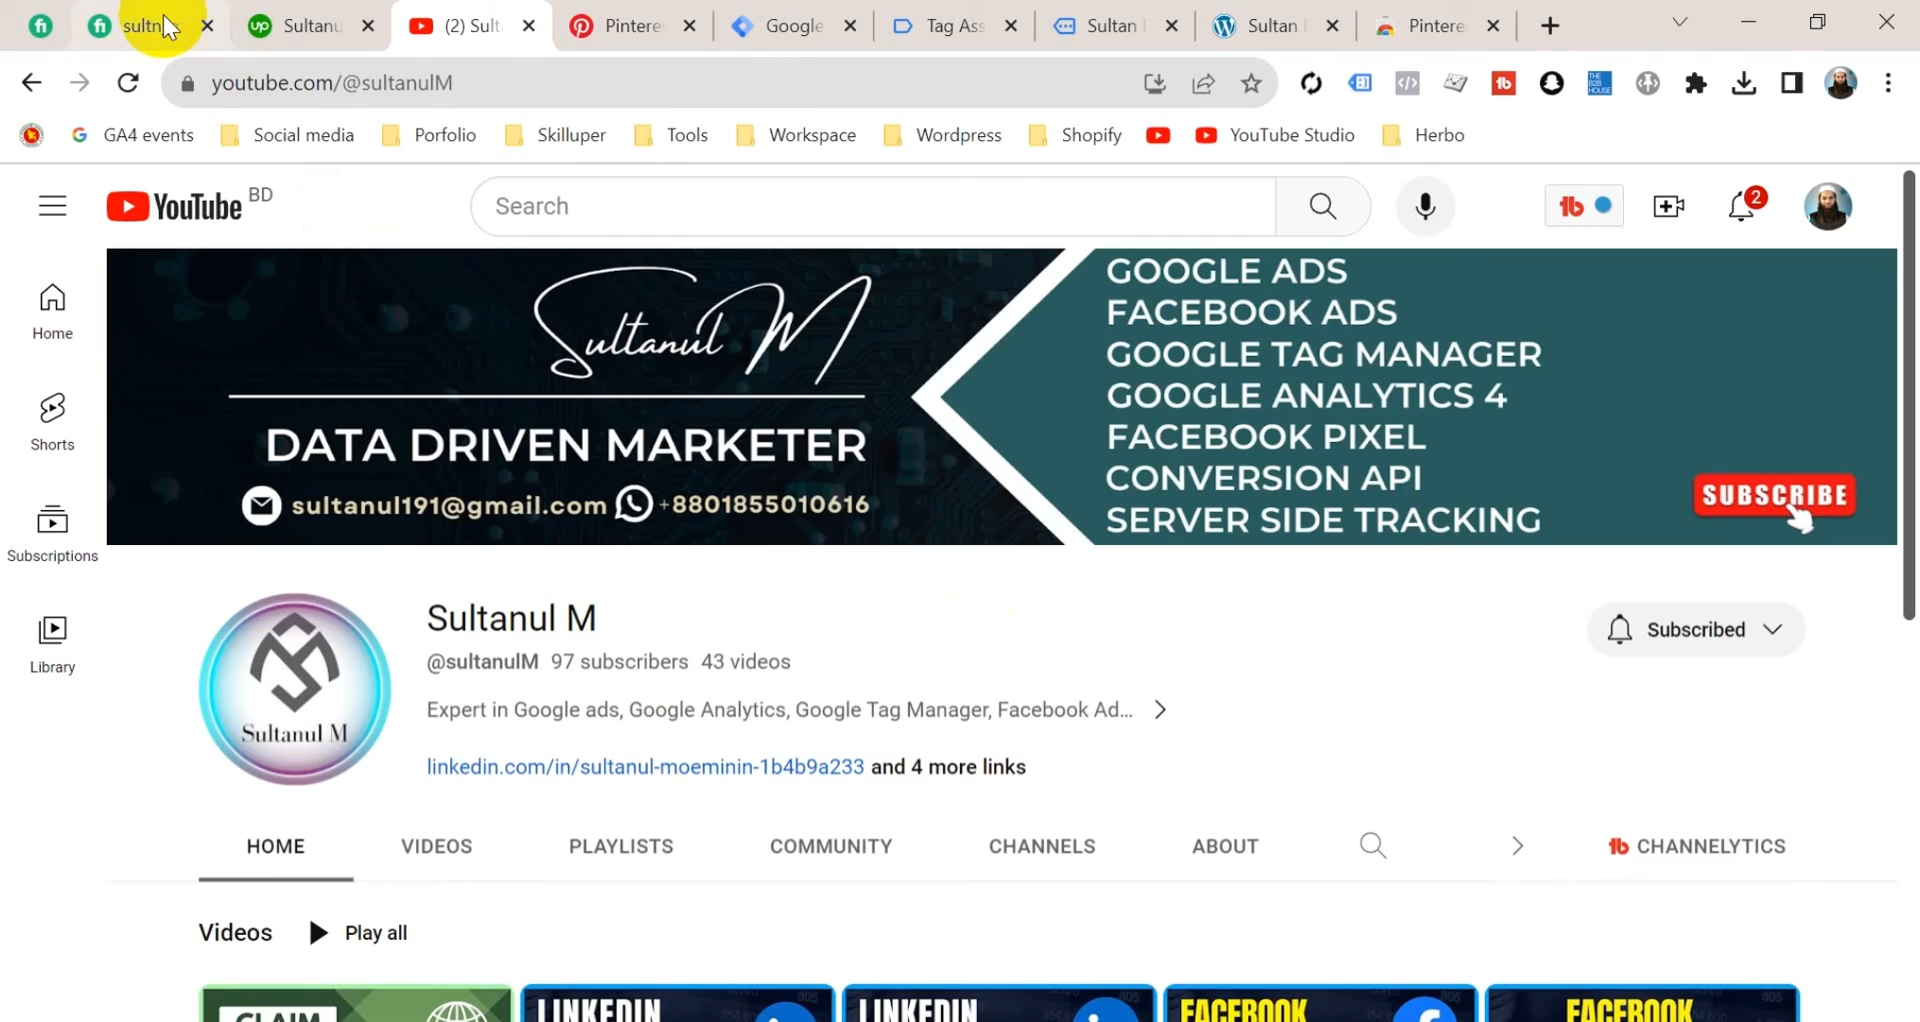 sultn
Sultanu
(2) Sult
Pintere
Google
Tag Ass
Sultan
Sultan
Pintere
youtube.com/@sultanulM
GA4 events
Social media
Porfolio
Skilluper
Tools
Workspace
Wordpress
Shopify
YouTube Studio
Herbo
YouTube BD
Search
2
Home
Shorts
Subscriptions
Library
Sultanul M
DATA DRIVEN MARKETER
sultanul191@gmail.com +8801855010616
GOOGLE ADS
FACEBOOK ADS
GOOGLE TAG MANAGER
GOOGLE ANALYTICS 4
FACEBOOK PIXEL
CONVERSION API
SERVER SIDE TRACKING
SUBSCRIBE
Sultanul M
Sultanul M
@sultanulM 97 subscribers 43 videos
Expert in Google ads, Google Analytics, Google Tag Manager, Facebook Ad...
linkedin.com/in/sultanul-moeminin-1b4b9a233 and 4 more links
Subscribed
HOME
VIDEOS
PLAYLISTS
COMMUNITY
CHANNELS
ABOUT
CHANNELYTICS
Videos
Play all
CLAIM
LINKEDIN
LINKEDIN
FACEBOOK
FACEBOOK